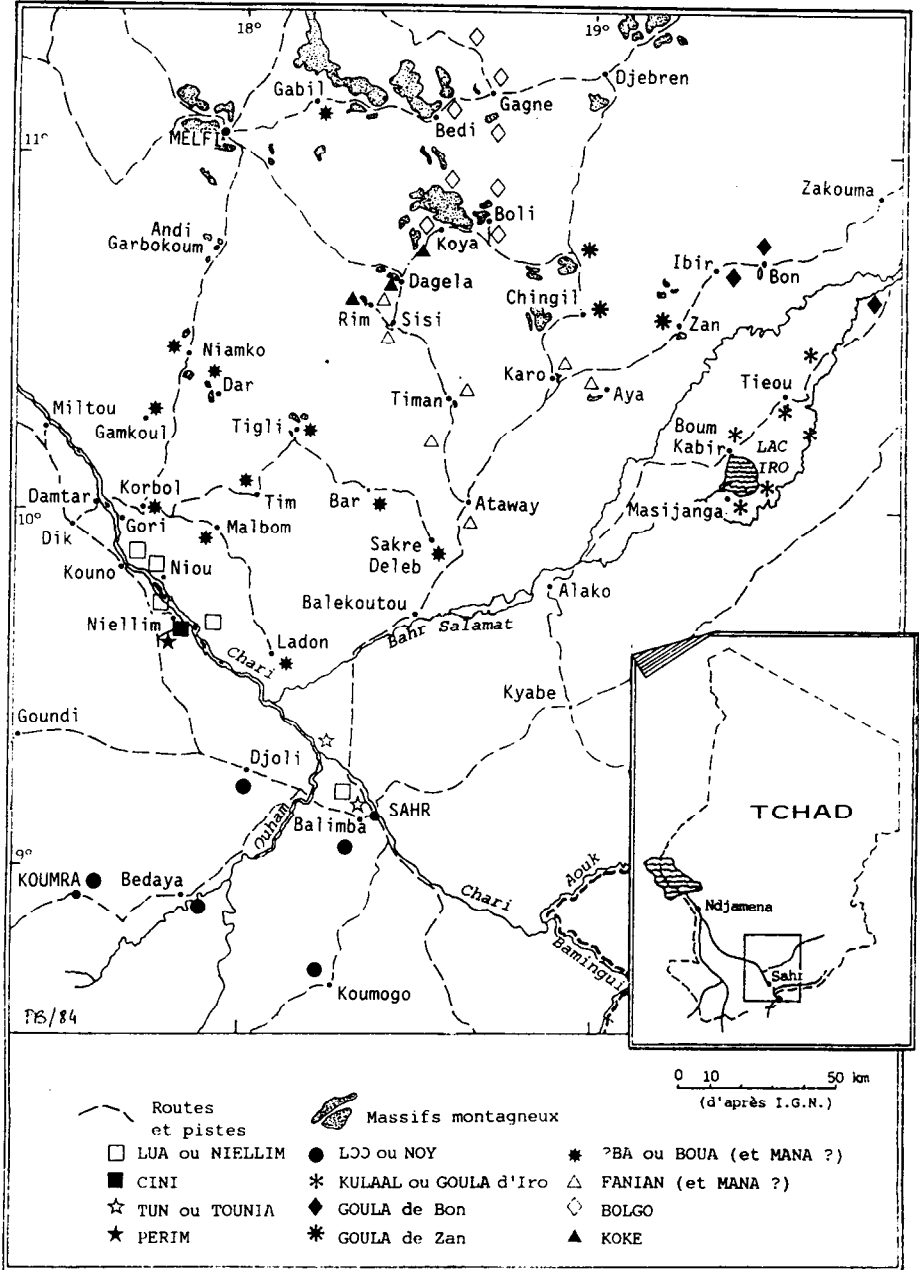 18° 19°
Gabil
Gagne
Djebren
Bedi
MELFI
11°
Zakouma
Boli
Koya
Andi
Garbokoum
Ibir
Bon
Dagela
Chingil
Rim
Sisi
Zan
Niamko
Dar
Karo
Aya
Tieou
Miltou
Gamkoul
Timan
Tigli
Boum
Kabir
LAC
IRO
Damtar
Korbol
Tim
Bar
Ataway
Masijanga
10°
Gori
Malbom
Dik
Sakre
Deleb
Kouno
Niou
Alako
Balekoutou
Bahr Salamat
Niellim
Ladon
Chari
Kyabe
Goundi
Djoli
SAHR
Balimba
Ouham
9°
KOUMRA
Bedaya
Chari
Aouk
Bamingui
Koumogo
PB/84
TCHAD
Ndjamena
Sahr
0 10 50 km
(d'après I.G.N.)
Routes
et pistes
Massifs montagneux
LUA ou NIELLIM
CINI
TUN ou TOUNIA
PERIM
LƆƆ ou NOY
KULAAL ou GOULA d'Iro
GOULA de Bon
GOULA de Zan
ʔBA ou BOUA (et MANA ?)
FANIAN (et MANA ?)
BOLGO
KOKE